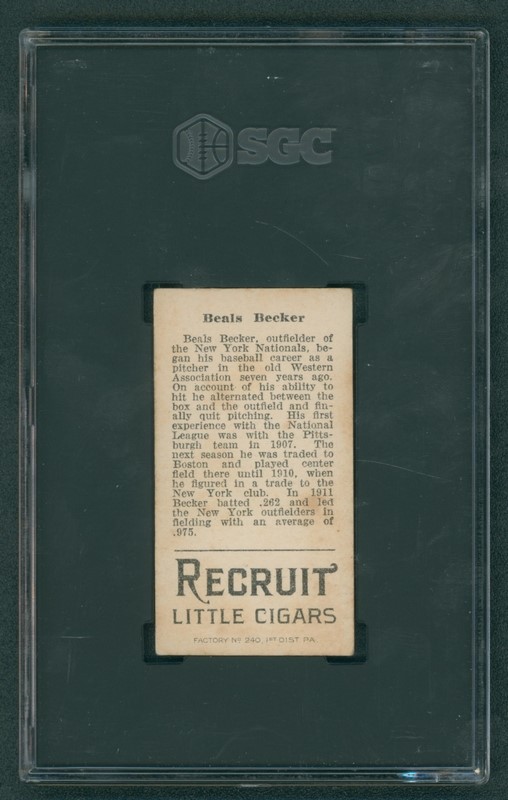 SGC
Beals Becker
Beals Becker, outfielder of
the New York Nationals, be-
gan his baseball career as a
pitcher in the old Western
Association seven years ago.
On account of his ability to
hit he alternated between the
box and the outfield and fin-
ally quit pitching. His first
experience with the National
League was with the Pitts-
burgh team in 1907. The
next season he was traded to
Boston and played center
field there until 1910, when
he figured in a trade to the
New York club. In 1911
Becker batted .262 and led
the New York outfielders in
fielding with an average of
.975.
RECRUIT
LITTLE CIGARS
FACTORY No 240, 1ST DIST. PA.